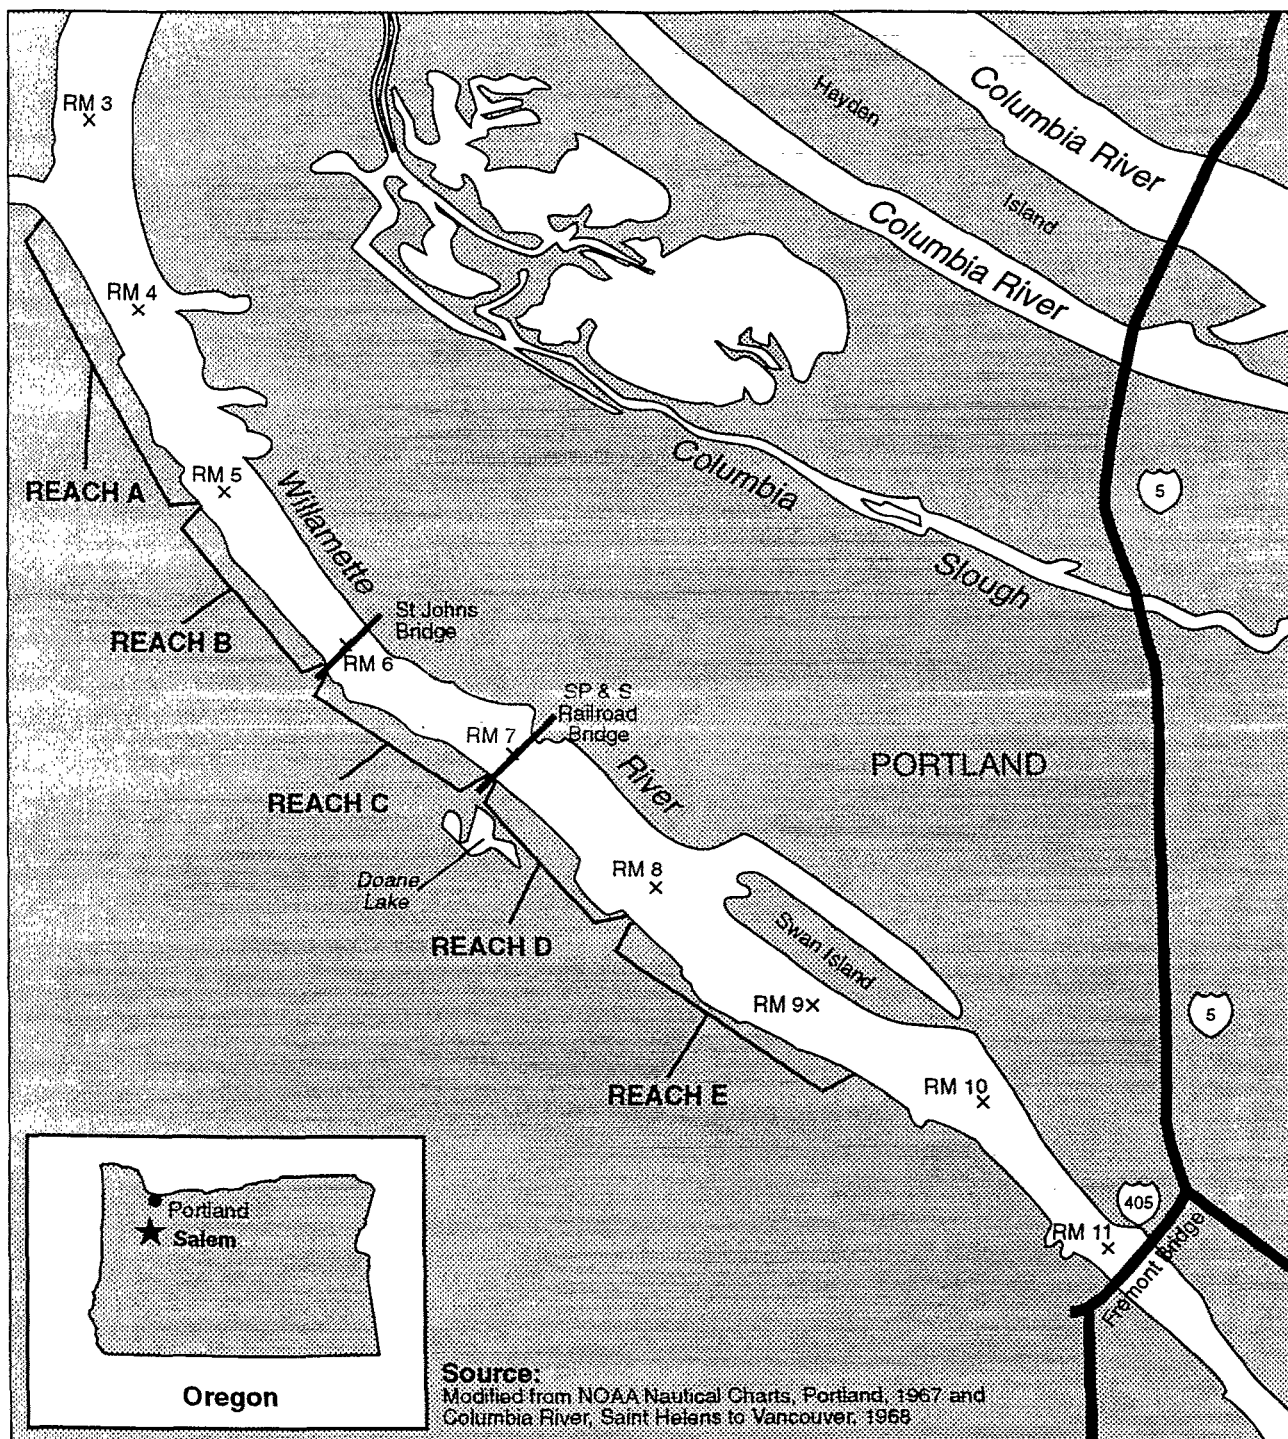 RM 3
Hayden
Island
Columbia River
Columbia River
RM 4
RM 5
REACH A
Willamette
Columbia
Slough
5
REACH B
St Johns
Bridge
RM 6
SP & S
Railroad
Bridge
RM 7
River
PORTLAND
REACH C
Doane
Lake
RM 8
REACH D
Swan Island
RM 9
5
REACH E
RM 10
405
RM 11
Fremont Bridge
Portland
Salem
Oregon
Source:
Modified from NOAA Nautical Charts, Portland, 1967 and
Columbia River, Saint Helens to Vancouver, 1968